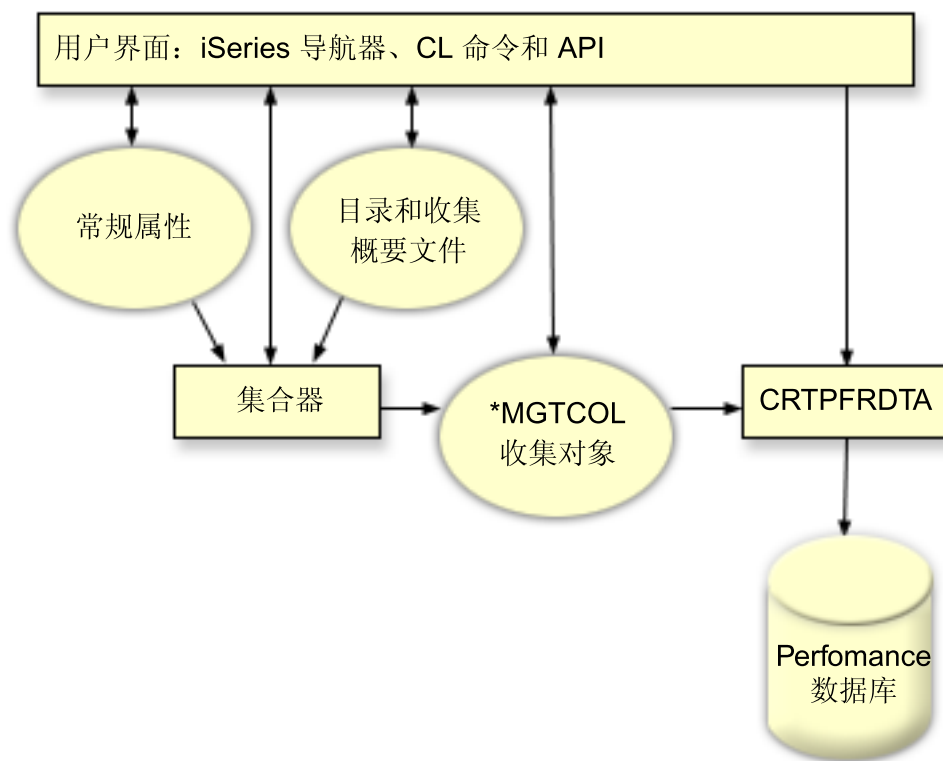 用户界面：iSeries 导航器、CL 命令和 API
常规属性
目录和收集
概要文件
集合器
*MGTCOL
收集对象
CRTPFRDTA
Perfomance
数据库